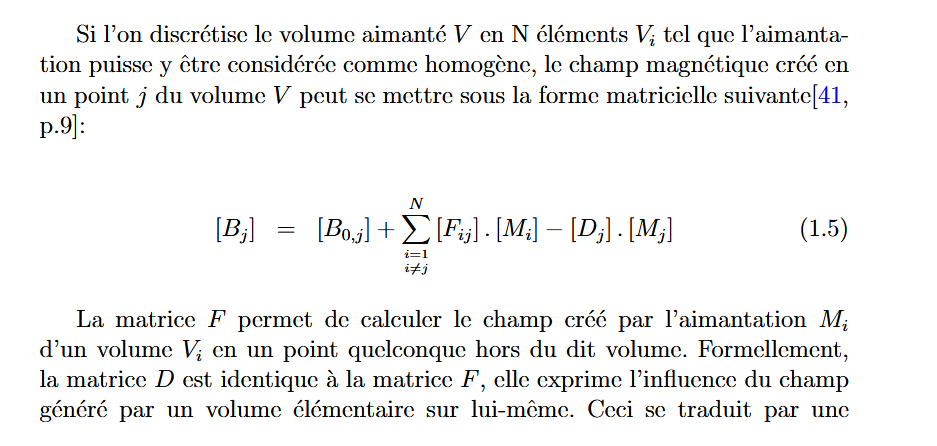 Si l'on discrétise le volume aimanté V en N éléments V_i tel que l'aimanta-
tion puisse y être considérée comme homogène, le champ magnétique créé en
un point j du volume V peut se mettre sous la forme matricielle suivante[41,
p.9]:
[B_j] = [B_{0,j}] + \sum_{\substack{i=1 \\ i \neq j}}^{N} [F_{ij}] . [M_i] − [D_j] . [M_j] (1.5)
La matrice F permet de calculer le champ créé par l'aimantation M_i
d'un volume V_i en un point quelconque hors du dit volume. Formellement,
la matrice D est identique à la matrice F, elle exprime l'influence du champ
généré par un volume élémentaire sur lui-même. Ceci se traduit par une